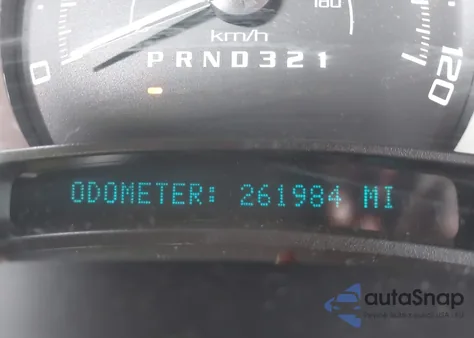 180
km/h
0 PRND321 120
ODOMETER: 261984 MI
autoSnap